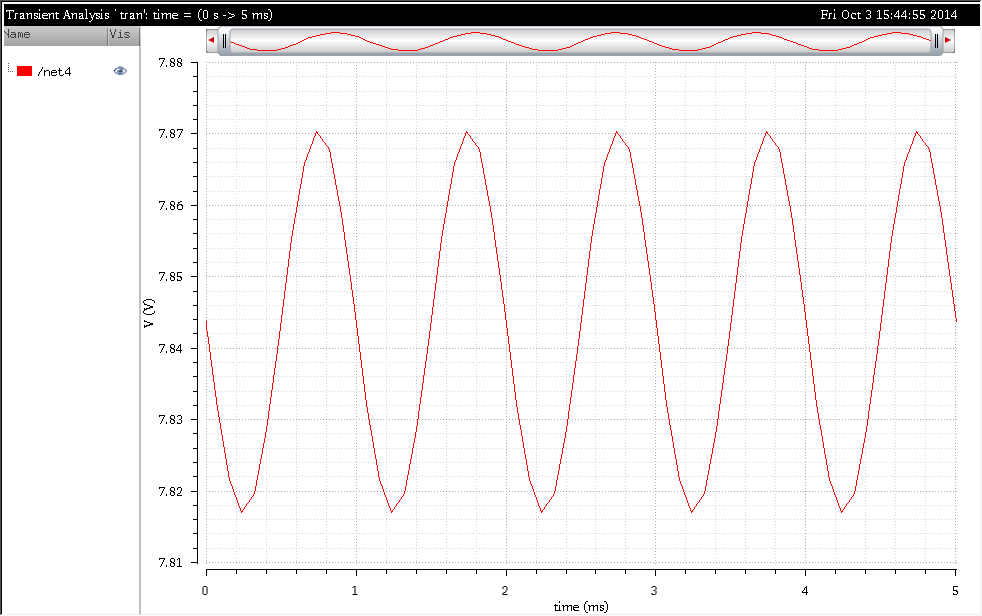 Transient Analysis `tran': time = (0 s -> 5 ms) Fri Oct 3 15:44:55 2014
Name Vis
/net4
7.88
7.87
7.86
7.85
7.84
7.83
7.82
7.81
V (V)
0 1 2 3 4 5
time (ms)